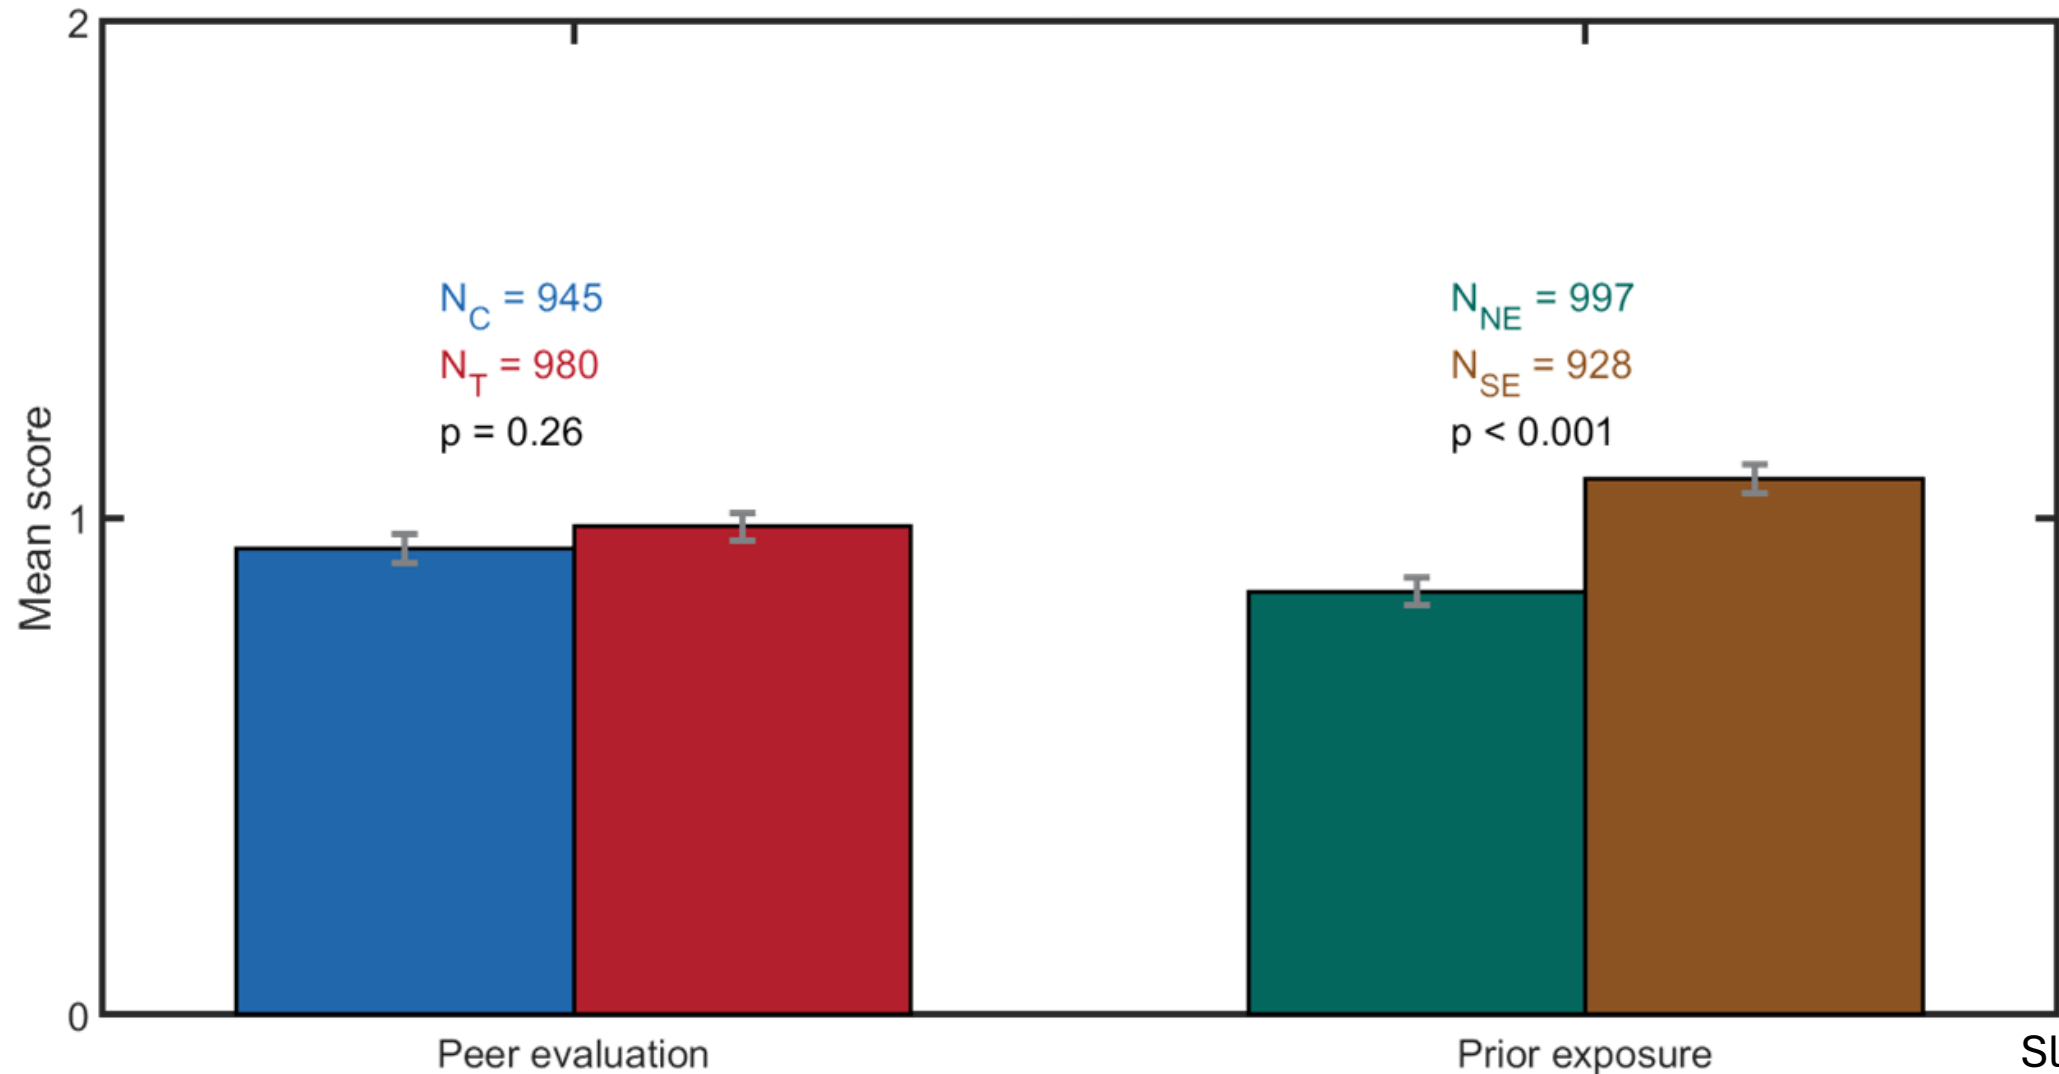 2
N_C = 945
N_T = 980
p = 0.26
N_NE = 997
N_SE = 928
p < 0.001
Mean score
1
0
Peer evaluation
Prior exposure